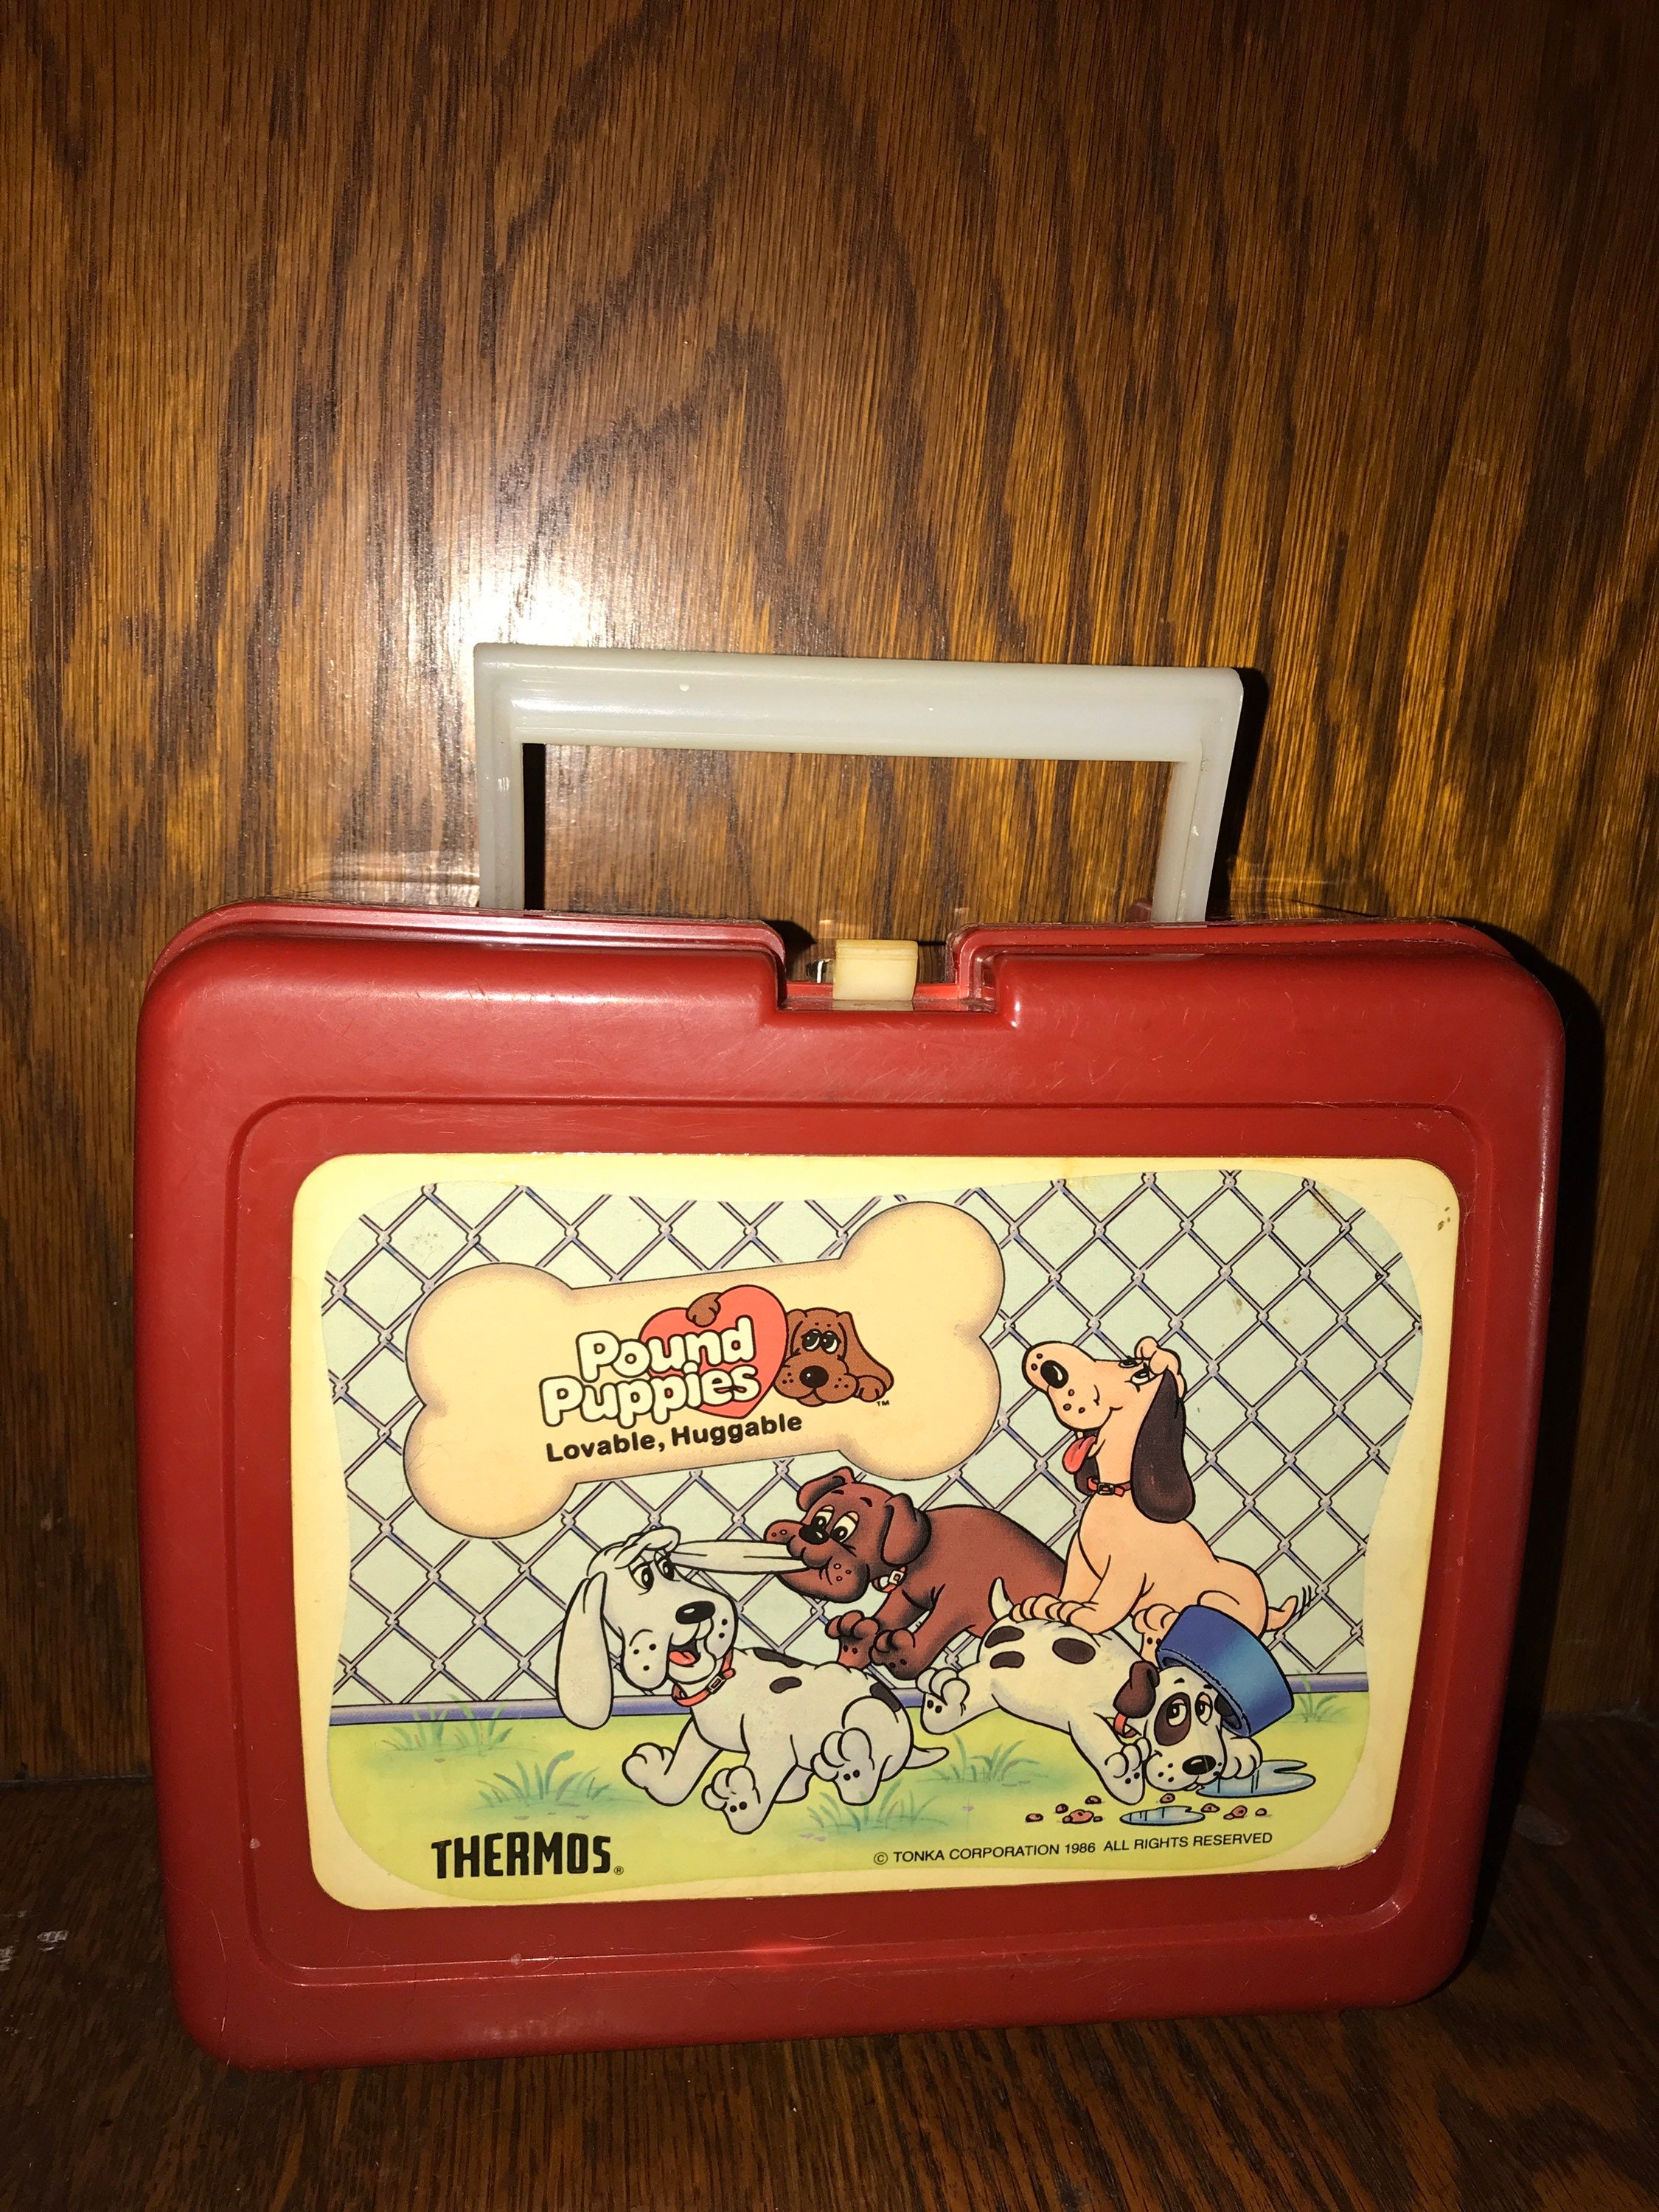 Pound
Puppies ™
Lovable, Huggable
THERMOS®
© TONKA CORPORATION 1986 ALL RIGHTS RESERVED